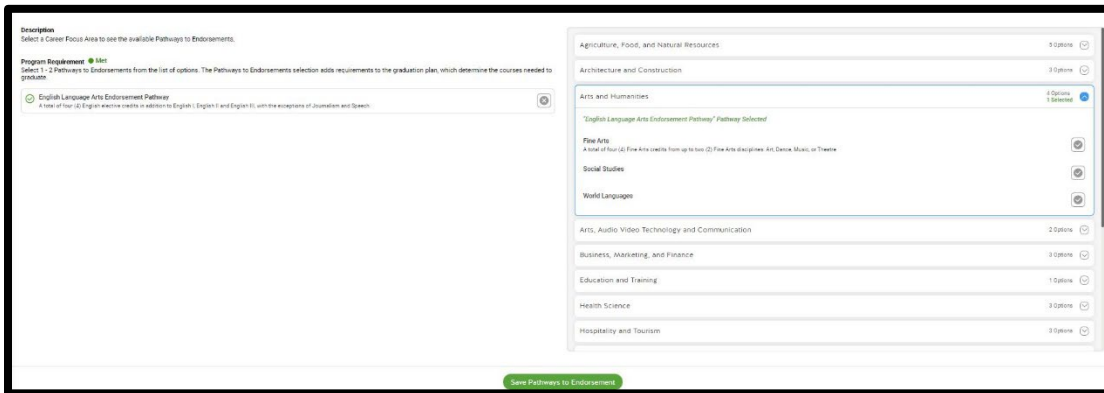 Description
Select a Career Focus Area to see the available Pathways to Endorsements.
Program Requirement Met
Select 1 - 2 Pathways to Endorsements from the list of options. The Pathways to Endorsements selection adds requirements to the graduation plan, which determine the courses needed to
graduate.
English Language Arts Endorsement Pathway
A total of four (4) English elective credits in addition to English I, English II and English III, with the exceptions of Journalism and Speech
Agriculture, Food, and Natural Resources
3 Options
Architecture and Construction
3 Options
Arts and Humanities
4 Options
1 Selected
"English Language Arts Endorsement Pathway" Pathway Selected
Fine Arts
A total of four (4) Fine Arts credits from up to two (2) Fine Arts disciplines: Art, Dance, Music, or Theatre
Social Studies
World Languages
Arts, Audio Video Technology and Communication
2 Options
Business, Marketing, and Finance
3 Options
Education and Training
1 Options
Health Science
3 Options
Hospitality and Tourism
3 Options
Save Pathways to Endorsement